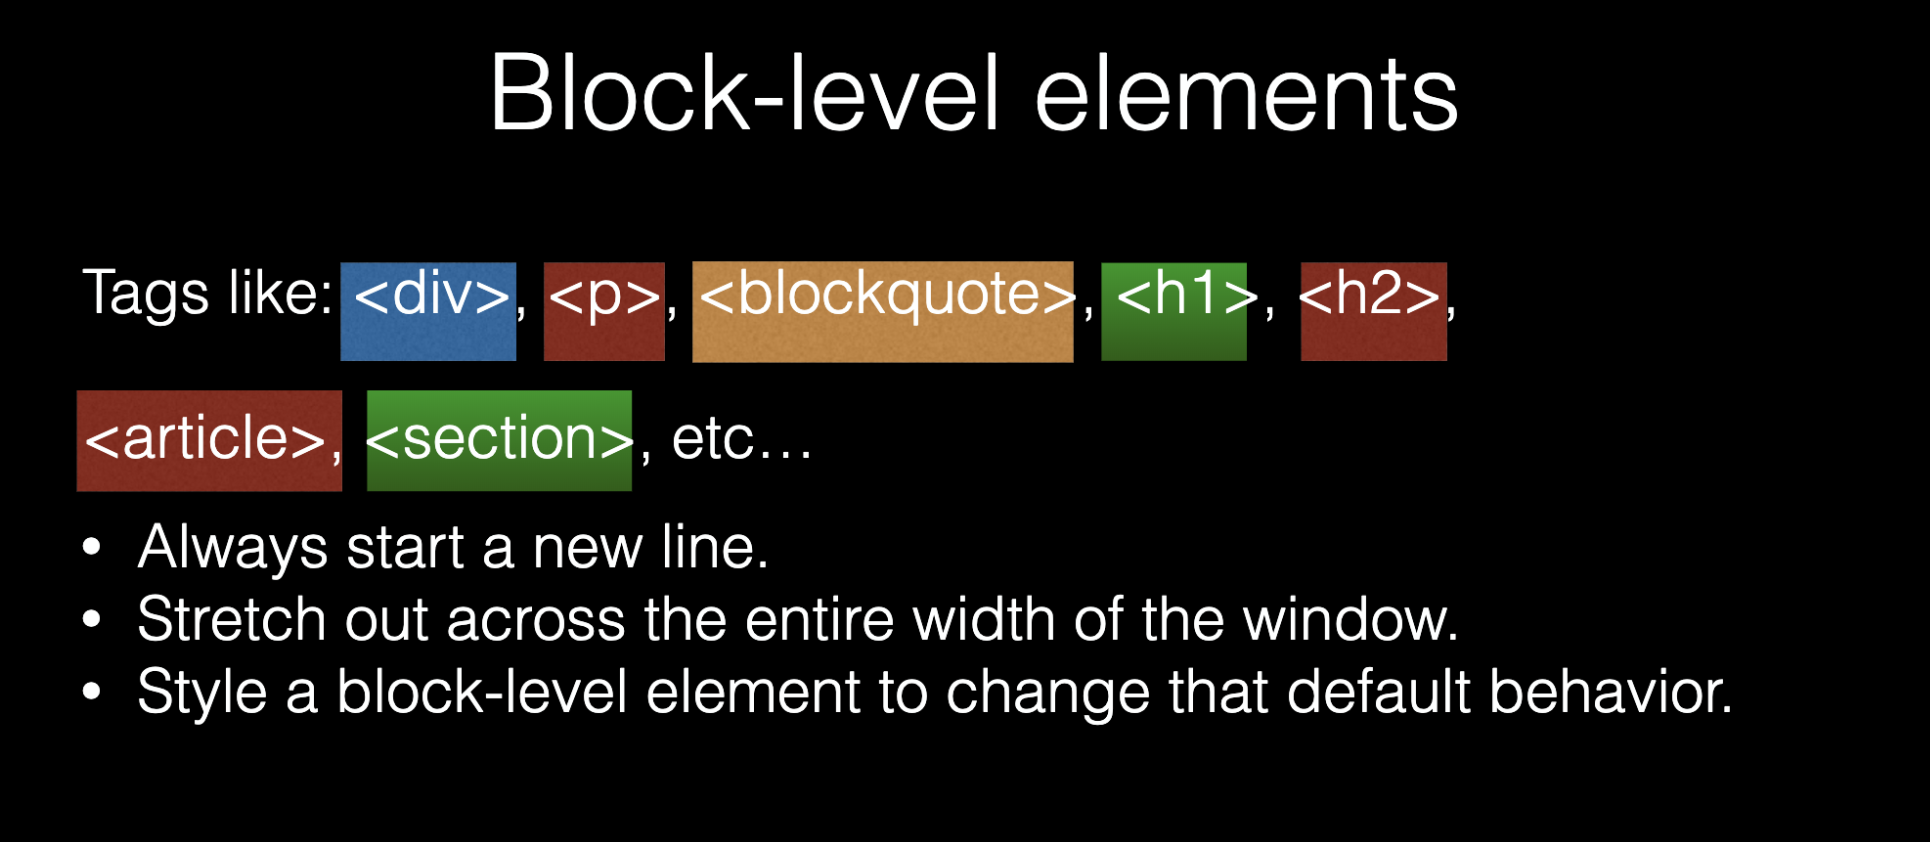 Block-level elements
Tags like: <div>, <p>, <blockquote>, <h1>, <h2>,
<article>, <section>, etc…
• Always start a new line.
• Stretch out across the entire width of the window.
• Style a block-level element to change that default behavior.